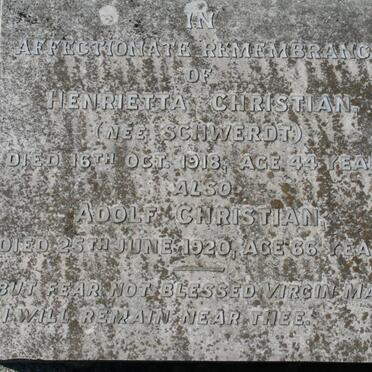 IN
AFFECTIONATE REMEMBRANC
OF
HENRIETTA CHRISTIAN,
(NEE SCHWERDT)
DIED 16TH OCT. 1918, AGE 44 YEA
ALSO
ADOLF CHRISTIAN,
DIED 25TH JUNE 1920, AGE 66 YEA
BUT FEAR NOT BLESSED VIRGIN MA
I WILL REMAIN NEAR THEE.